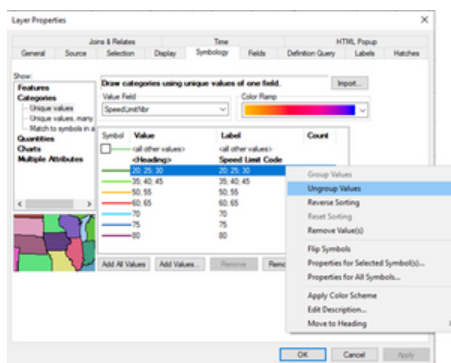 Layer Properties
Joins & Relates Time HTML Popup
General Source Selection Display Symbology Fields Definition Query Labels Hatches
Show:
Features
Categories
Unique values
Unique values, many
Match to symbols in a
Quantities
Charts
Multiple Attributes
Draw categories using unique values of one field.
Import...
Value Field
SpeedLimitNbr
Color Ramp
Symbol Value Label Count
<all other values> <all other values>
<Heading> Speed Limit Code
20; 25; 30 20; 25; 30
35; 40; 45 35; 40; 45
50; 55 50; 55
60; 65 60; 65
70 70
75 75
80 80
Add All Values Add Values... Remove
Group Values
Ungroup Values
Reverse Sorting
Reset Sorting
Remove Value(s)
Flip Symbols
Properties for Selected Symbol(s)...
Properties for All Symbols...
Apply Color Scheme
Edit Description...
Move to Heading
OK Cancel Apply